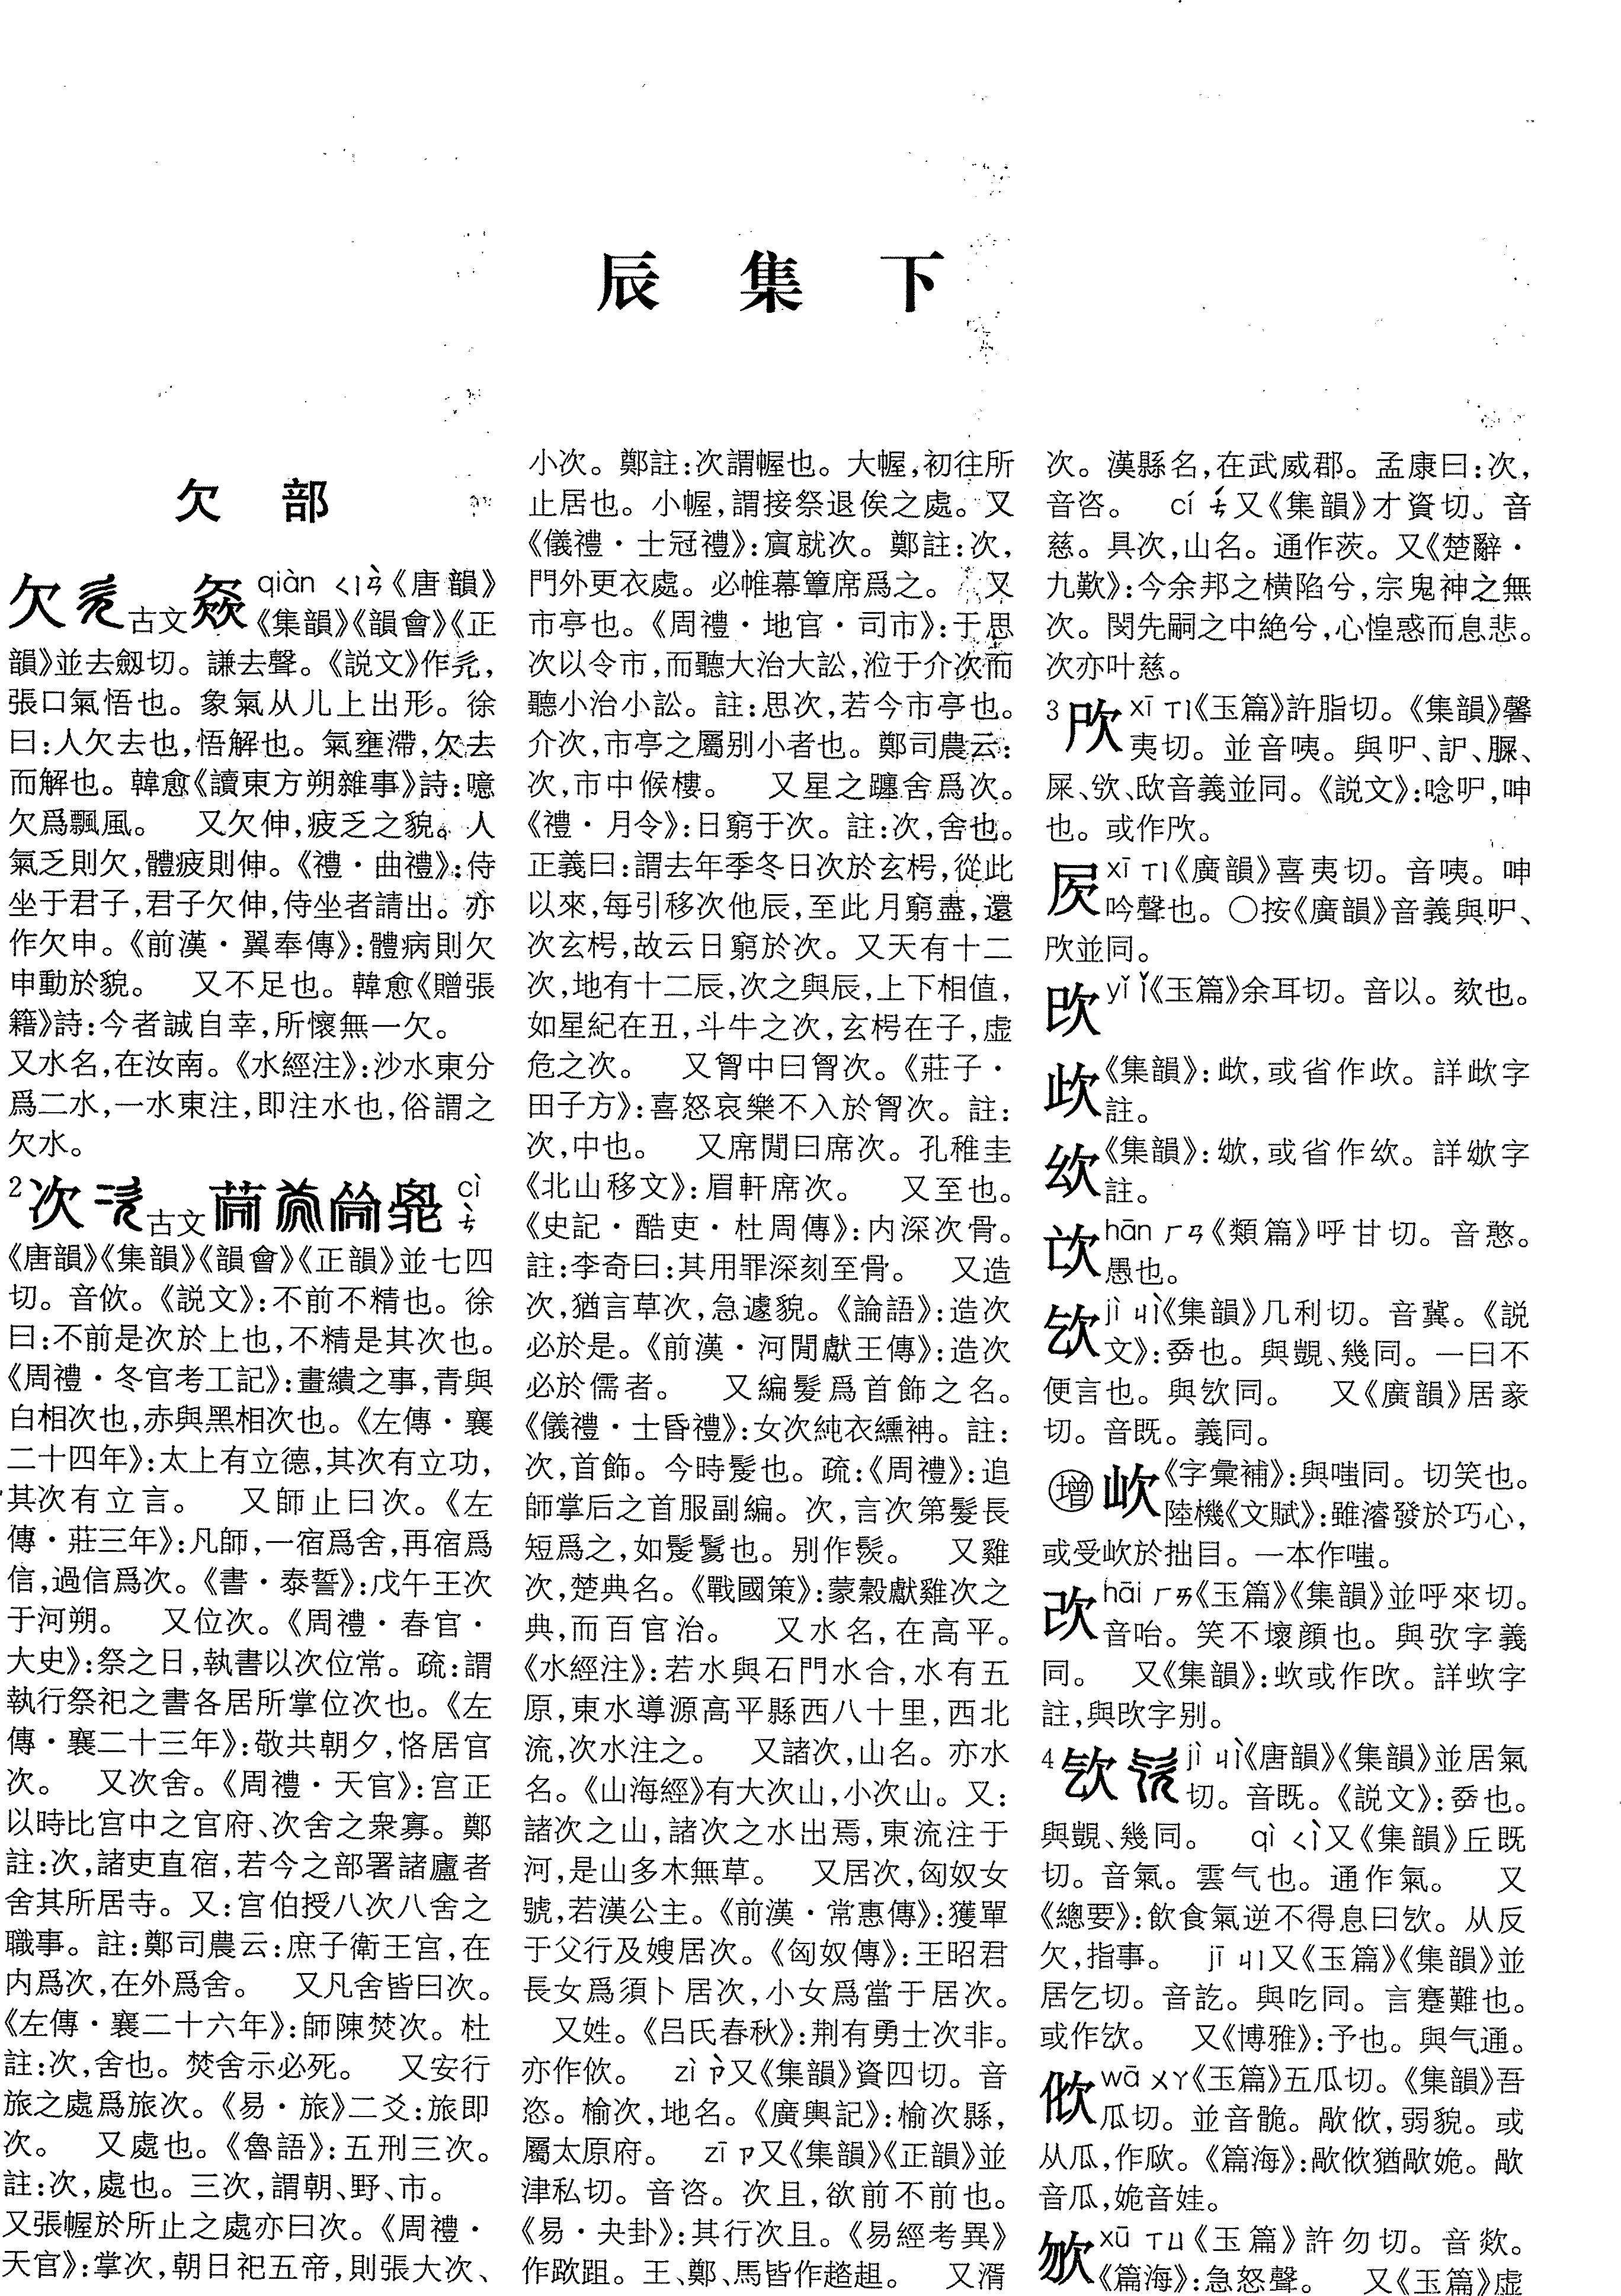 辰集下
欠部
欠 古文 qiàn ㄑㄧㄢˋ《唐韻》
《集韻》《韻會》《正
韻》並去劔切。謙去聲。《説文》作㒫,
張口氣悟也。象氣从儿上出形。徐
曰:人欠去也,悟解也。氣壅滯,欠去
而解也。韓愈《讀東方朔雜事》詩:噫
欠爲飄風。 又欠伸,疲乏之貌。人
氣乏則欠,體疲則伸。《禮·曲禮》:侍
坐于君子,君子欠伸,侍坐者請出。亦
作欠申。《前漢·翼奉傳》:體病則欠
申動於貌。 又不足也。韓愈《贈張
籍》詩:今者誠自幸,所懷無一欠。
又水名,在汝南。《水經注》:沙水東分
爲二水,一水東注,即注水也,俗謂之
欠水。
2 次 古文 cì ㄘˋ
《唐韻》《集韻》《韻會》《正韻》並七四
切。音佽。《説文》:不前不精也。徐
曰:不前是次於上也,不精是其次也。
《周禮·冬官考工記》:畫繢之事,青與
白相次也,赤與黑相次也。《左傳·襄
二十四年》:太上有立德,其次有立功,
其次有立言。 又師止曰次。《左
傳·莊三年》:凡師,一宿爲舍,再宿爲
信,過信爲次。《書·泰誓》:戊午王次
于河朔。 又位次。《周禮·春官·
大史》:祭之日,執書以次位常。疏:謂
執行祭祀之書各居所掌位次也。《左
傳·襄二十三年》:敬共朝夕,恪居官
次。 又次舍。《周禮·天官》:宫正
以時比宫中之官府、次舍之衆寡。鄭
註:次,諸吏直宿,若今之部署諸廬者
舍其所居寺。又:宫伯授八次八舍之
職事。註:鄭司農云:庶子衛王宫,在
内爲次,在外爲舍。 又凡舍皆曰次。
《左傳·襄二十六年》:師陳焚次。杜
註:次,舍也。焚舍示必死。 又安行
旅之處爲旅次。《易·旅》二爻:旅即
次。 又處也。《魯語》:五刑三次。
註:次,處也。三次,謂朝、野、市。
又張幄於所止之處亦曰次。《周禮·
天官》:掌次,朝日祀五帝,則張大次、
小次。鄭註:次謂幄也。大幄,初往所
止居也。小幄,謂接祭退俟之處。又
《儀禮·士冠禮》:賔就次。鄭註:次,
門外更衣處。必帷幕簟席爲之。 又
市亭也。《周禮·地官·司市》:于思
次以令市,而聽大治大訟,涖于介次而
聽小治小訟。註:思次,若今市亭也。
介次,市亭之屬别小者也。鄭司農云:
次,市中候樓。 又星之躔舍爲次。
《禮·月令》:日窮于次。註:次,舍也。
正義曰:謂去年季冬日次於玄枵,從此
以來,每引移次他辰,至此月窮盡,還
次玄枵,故云日窮於次。又天有十二
次,地有十二辰,次之與辰,上下相值,
如星紀在丑,斗牛之次,玄枵在子,虛
危之次。 又胷中曰胷次。《莊子·
田子方》:喜怒哀樂不入於胷次。註:
次,中也。 又席閒曰席次。孔稚圭
《北山移文》:眉軒席次。 又至也。
《史記·酷吏·杜周傳》:内深次骨。
註:李奇曰:其用罪深刻至骨。 又造
次,猶言草次,急遽貌。《論語》:造次
必於是。《前漢·河閒獻王傳》:造次
必於儒者。 又編髮爲首飾之名。
《儀禮·士昏禮》:女次純衣纁袡。註:
次,首飾。今時髲也。疏:《周禮》:追
師掌后之首服副編。次,言次第髮長
短爲之,如髲鬄也。别作髲。 又雞
次,楚典名。《戰國策》:蒙穀獻雞次之
典,而百官治。 又水名,在高平。
《水經注》:若水與石門水合,水有五
原,東水導源高平縣西八十里,西北
流,次水注之。 又諸次,山名。亦水
名。《山海經》有大次山,小次山。又:
諸次之山,諸次之水出焉,東流注于
河,是山多木無草。 又居次,匈奴女
號,若漢公主。《前漢·常惠傳》:獲單
于父行及嫂居次。《匈奴傳》:王昭君
長女爲須卜居次,小女爲當于居次。
又姓。《吕氏春秋》:荆有勇士次非。
亦作佽。 zì ㄗˋ又《集韻》資四切。音
恣。榆次,地名。《廣輿記》:榆次縣,
屬太原府。 zī ㄗ又《集韻》《正韻》並
津私切。音咨。次且,欲前不前也。
《易·夬卦》:其行次且。《易經考異》
作趑跙。王、鄭、馬皆作趦趄。 又湑
次。漢縣名,在武威郡。孟康曰:次,
音咨。 cí ㄘˊ又《集韻》才資切。音
慈。具次,山名。通作茨。又《楚辭·
九歎》:今余邦之横陷兮,宗鬼神之無
次。閔先嗣之中絶兮,心惶惑而息悲。
次亦叶慈。
3 㰣 xī ㄒㄧ《玉篇》許脂切。《集韻》馨
夷切。並音咦。與吚、䚷、脲、
屎、欨、㰻音義並同。《説文》:唸吚,呻
也。或作㰣。
㞙 xī ㄒㄧ《廣韻》喜夷切。音咦。呻
吟聲也。○按《廣韻》音義與吚、
㰣並同。
㰝 yǐ ㄧˇ《玉篇》余耳切。音以。欬也。
㰞《集韻》:㰣,或省作㰞。詳㰣字
註。
㰠《集韻》:㰲,或省作㰠。詳㰲字
註。
㰟 hān ㄏㄢ《類篇》呼甘切。音憨。
愚也。
㰡 jì ㄐㄧˋ《集韻》几利切。音冀。《説
文》:㚔也。與覬、幾同。一曰不
便言也。與㰟同。 又《廣韻》居豙
切。音既。義同。
增 㰞《字彙補》:與嗤同。切笑也。
陸機《文賦》:雖濬發於巧心,
或受㰞於拙目。一本作嗤。
㰧 hāi ㄏㄞ《玉篇》《集韻》並呼來切。
音咍。笑不壞顔也。與㰧字義
同。 又《集韻》:㰨或作㰝。詳㰨字
註,與㰝字别。
4 㰟 jì ㄐㄧˋ《唐韻》《集韻》並居氣
切。音既。《説文》:㚔也。
與覬、幾同。 qì ㄑㄧˋ又《集韻》丘既
切。音氣。雲气也。通作氣。 又
《總要》:飲食氣逆不得息曰㰟。从反
欠,指事。 jī ㄐㄧ又《玉篇》《集韻》並
居乞切。音訖。與吃同。言蹇難也。
或作㰟。 又《博雅》:予也。與气通。
㰪 wā ㄨㄚ《玉篇》五瓜切。《集韻》吾
瓜切。並音䯄。㰪,弱貌。或
从瓜,作㰪。《篇海》:猶。
音瓜,姽音娃。
㰬 xū ㄒㄩ《玉篇》許勿切。音欻。
《篇海》:急怒聲。 又《玉篇》虚